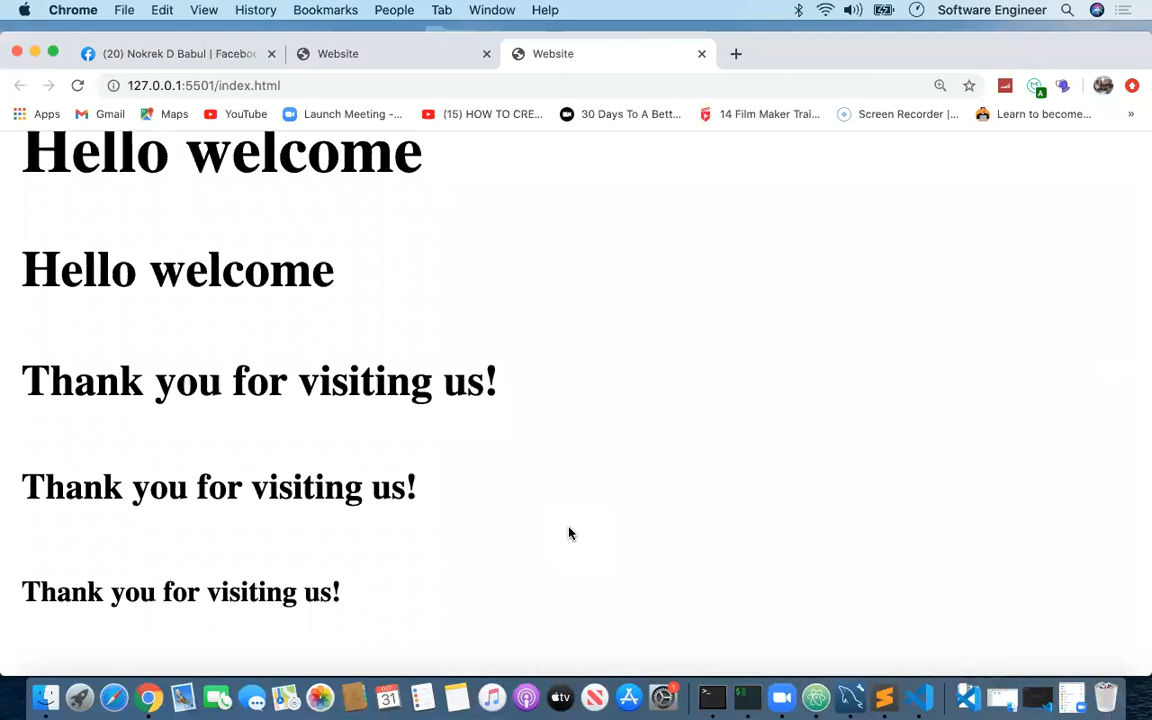 Chrome File Edit View History Bookmarks People Tab Window Help Software Engineer
(20) Nokrek D Babul | Faceboo Website Website
127.0.0.1:5501/index.html
Apps Gmail Maps YouTube Launch Meeting -... (15) HOW TO CRE... 30 Days To A Bett... 14 Film Maker Trai... Screen Recorder |... Learn to become... »
Hello welcome
Hello welcome
Thank you for visiting us!
Thank you for visiting us!
Thank you for visiting us!